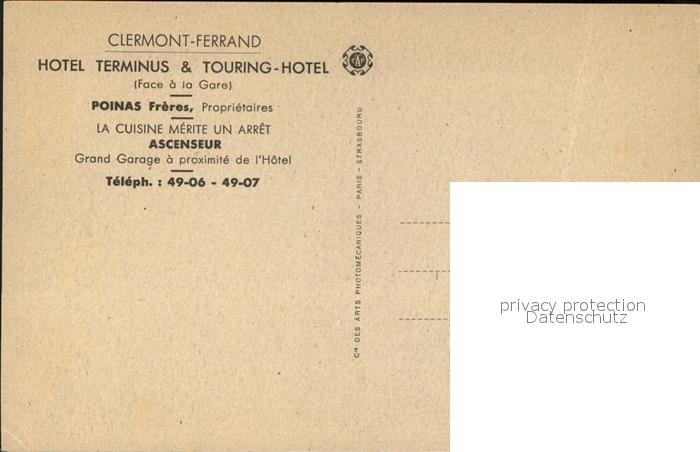 CLERMONT-FERRAND
HOTEL TERMINUS & TOURING-HOTEL
(Face à la Gare)
POINAS Frères, Propriétaires
LA CUISINE MÉRITE UN ARRÊT
ASCENSEUR
Grand Garage à proximité de l'Hôtel
Téléph. : 49-06 - 49-07
CAP
Cie DES ARTS PHOTOMÉCANIQUES - PARIS - STRASBOURG
privacy protection
Datenschutz